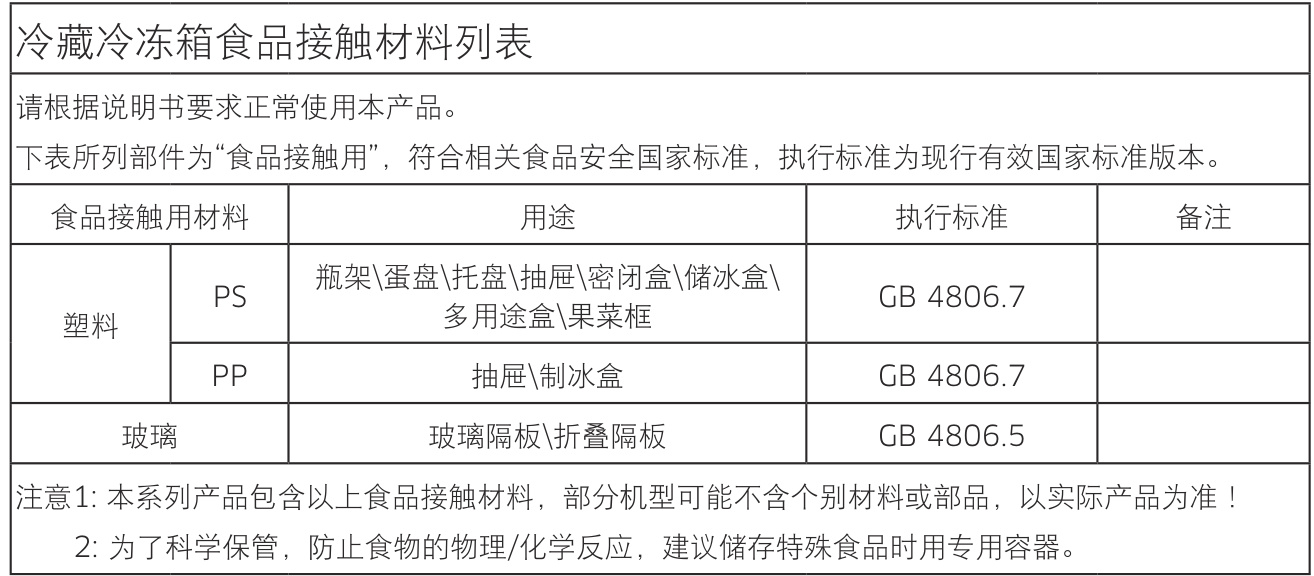 冷藏冷冻箱食品接触材料列表
请根据说明书要求正常使用本产品。
下表所列部件为“食品接触用”，符合相关食品安全国家标准，执行标准为现行有效国家标准版本。
食品接触用材料 用途 执行标准 备注
塑料 PS 瓶架\蛋盘\托盘\抽屉\密闭盒\储冰盒\ GB 4806.7
多用途盒\果菜框
PP 抽屉\制冰盒 GB 4806.7
玻璃 玻璃隔板\折叠隔板 GB 4806.5
注意1: 本系列产品包含以上食品接触材料，部分机型可能不含个别材料或部品，以实际产品为准！
2: 为了科学保管，防止食物的物理/化学反应，建议储存特殊食品时用专用容器。